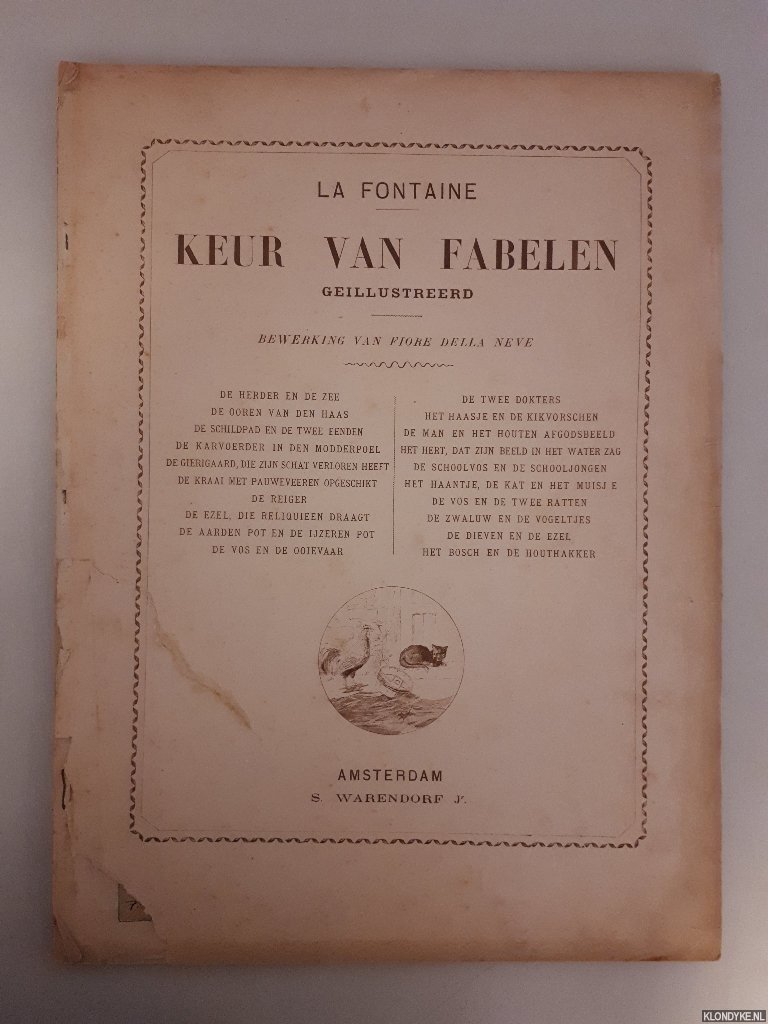 LA FONTAINE
KEUR VAN FABELEN
GEILLUSTREERD
BEWERKING VAN FIORE DELLA NEVE
DE HERDER EN DE ZEE
DE OOREN VAN DEN HAAS
DE SCHILDPAD EN DE TWEE EENDEN
DE KARVOERDER IN DEN MODDERPOEL
DE GIERIGAARD, DIE ZIJN SCHAT VERLOREN HEEFT
DE KRAAI MET PAUWEVEEREN OPGESCHIKT
DE REIGER
DE EZEL, DIE RELIQUIEEN DRAAGT
DE AARDEN POT EN DE IJZEREN POT
DE VOS EN DE OOIEVAAR
DE TWEE DOKTERS
HET HAASJE EN DE KIKVORSCHEN
DE MAN EN HET HOUTEN AFGODSBEELD
HET HERT, DAT ZIJN BEELD IN HET WATER ZAG
DE SCHOOLVOS EN DE SCHOOLJONGEN
HET HAANTJE, DE KAT EN HET MUISJE
DE VOS EN DE TWEE RATTEN
DE ZWALUW EN DE VOGELTJES
DE DIEVEN EN DE EZEL
HET BOSCH EN DE HOUTHAKKER
AMSTERDAM
S. WARENDORF Jr.
KLONDYKE.NL